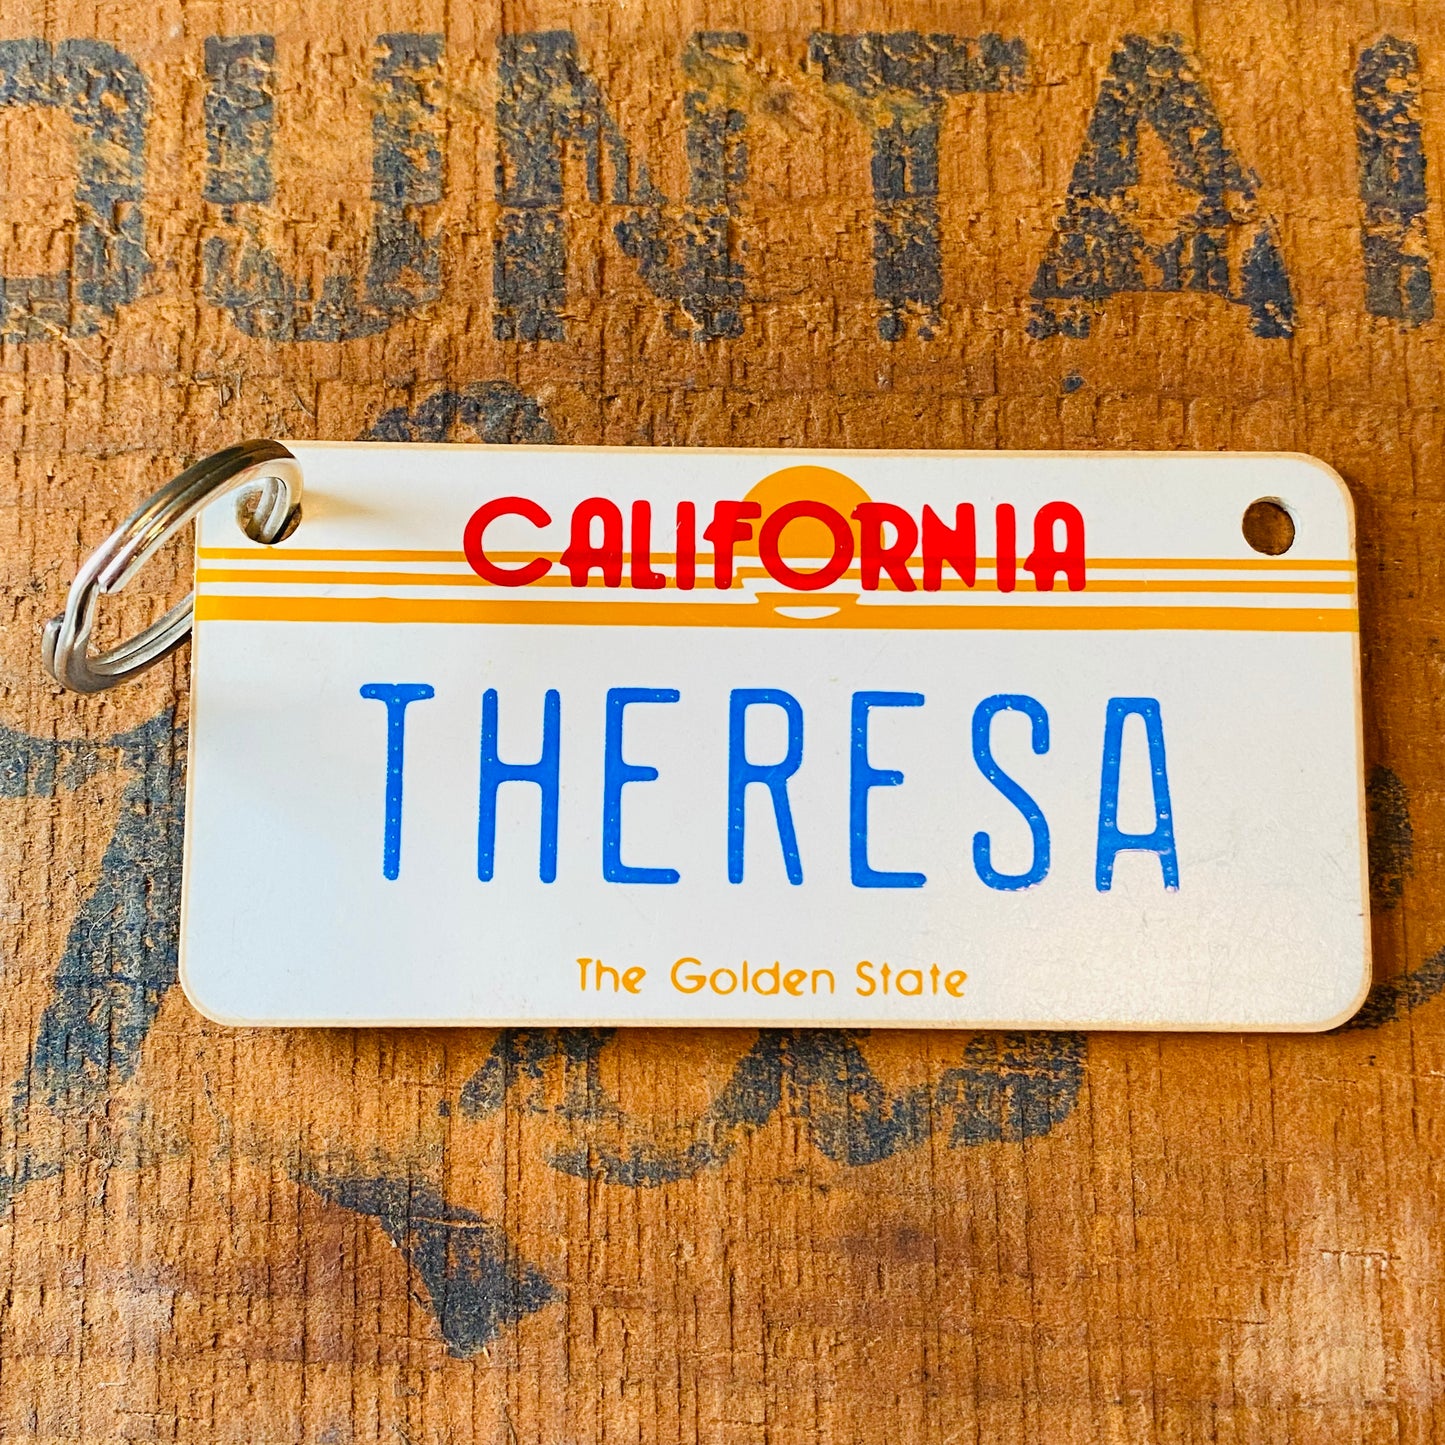 CALIFORNIA
THERESA
The Golden State